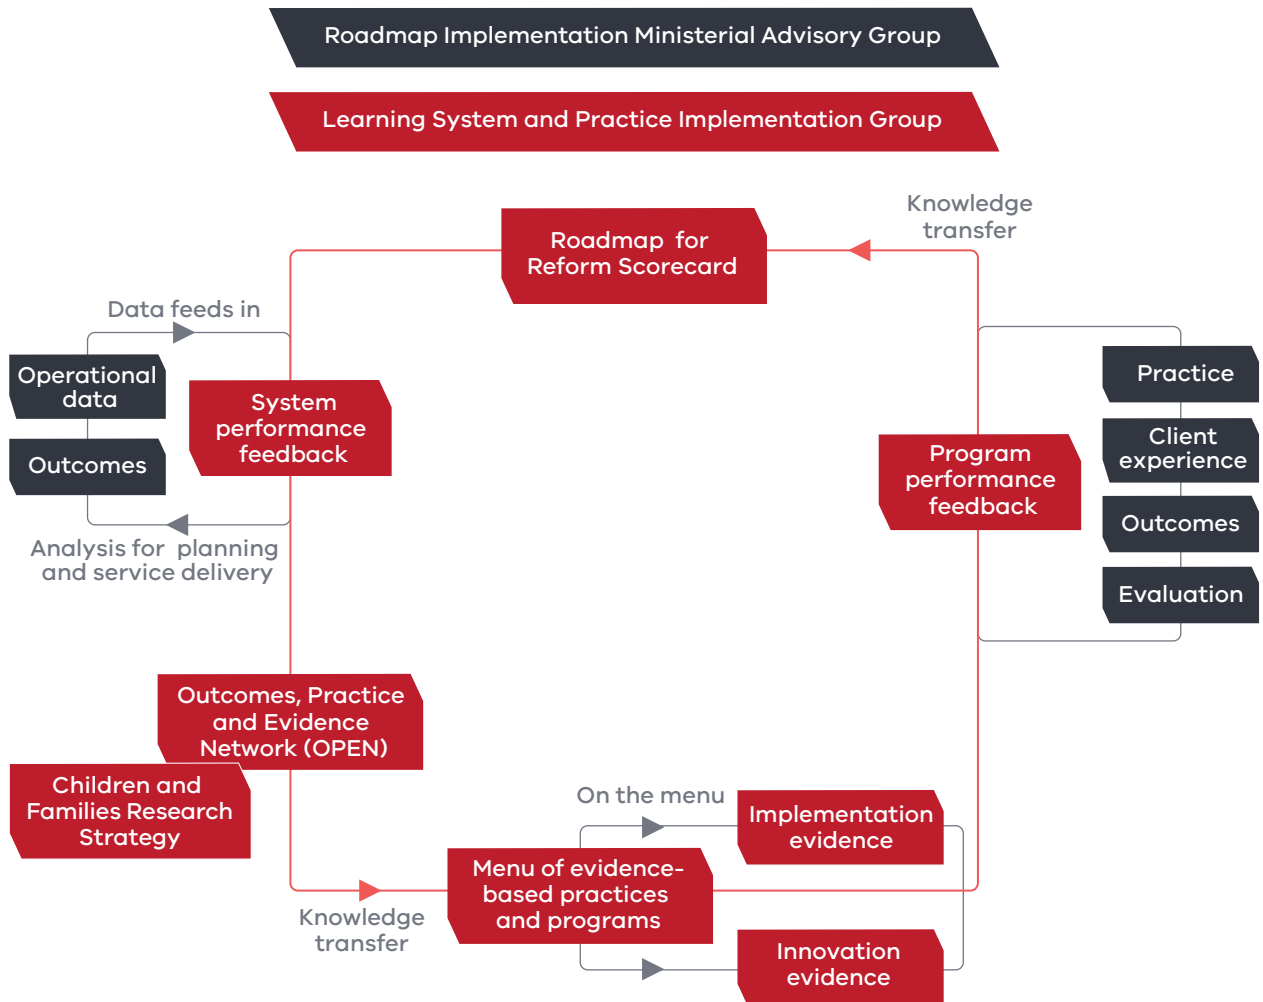 Roadmap Implementation Ministerial Advisory Group
Learning System and Practice Implementation Group
Knowledge
transfer
Roadmap for
Reform Scorecard
Data feeds in
Operational
data
Outcomes
System
performance
feedback
Analysis for planning
and service delivery
Program
performance
feedback
Practice
Client
experience
Outcomes
Evaluation
Outcomes, Practice
and Evidence
Network (OPEN)
Children and
Families Research
Strategy
Knowledge
transfer
Menu of evidence-
based practices
and programs
On the menu
Implementation
evidence
Innovation
evidence